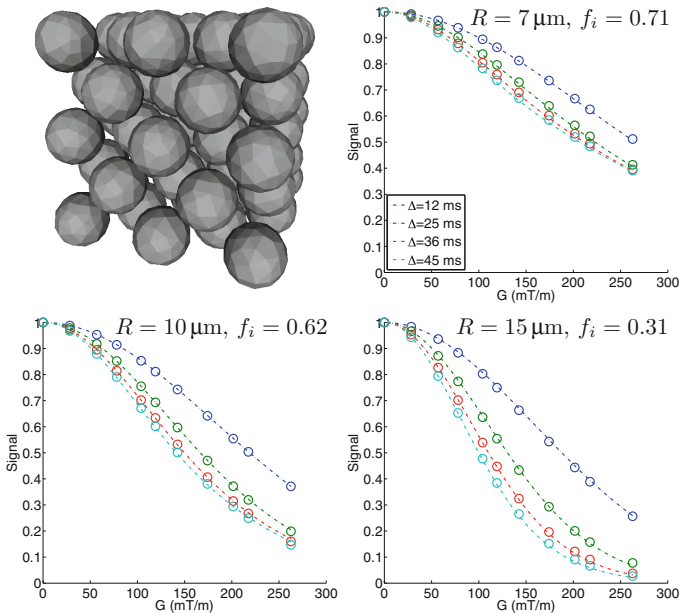 R = 7 μm, f_i = 0.71
1
0.9
0.8
0.7
0.6
0.5
0.4
0.3
0.2
0.1
0
Signal
Δ=12 ms
Δ=25 ms
Δ=36 ms
Δ=45 ms
0 50 100 150 200 250 300
G (mT/m)
R = 10 μm, f_i = 0.62
1
0.9
0.8
0.7
0.6
0.5
0.4
0.3
0.2
0.1
0
Signal
0 50 100 150 200 250 300
G (mT/m)
R = 15 μm, f_i = 0.31
1
0.9
0.8
0.7
0.6
0.5
0.4
0.3
0.2
0.1
0
Signal
0 50 100 150 200 250 300
G (mT/m)